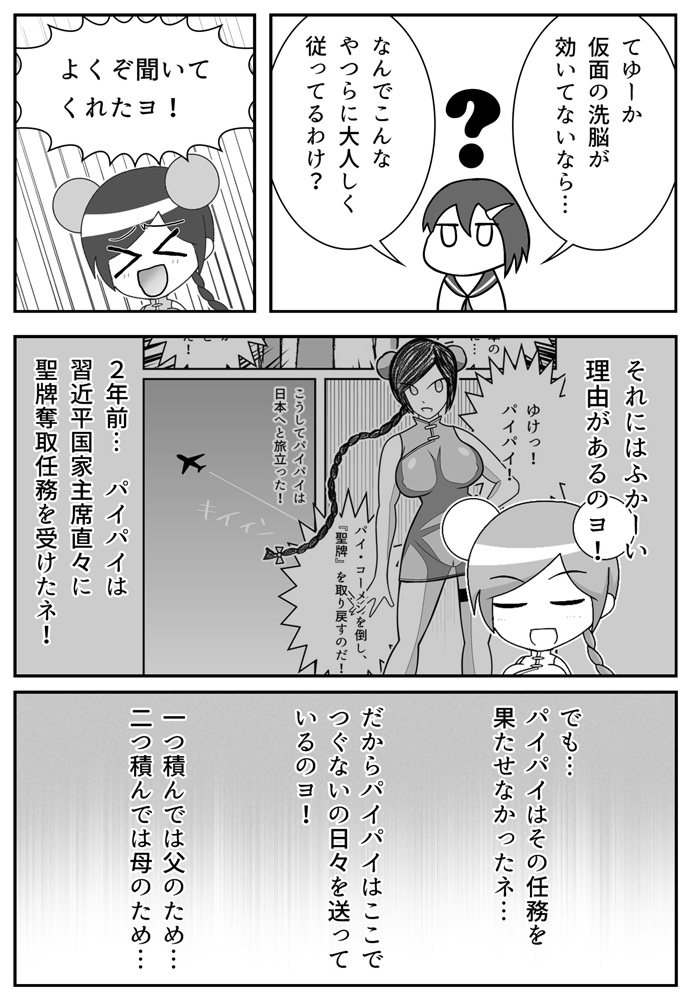 てゆーか
仮面の洗脳が
効いてないなら…
なんでこんな
やつらに大人しく
従ってるわけ？
？
よくぞ聞いて
くれたヨ！
それにはふかーい
理由があるのヨ！
ゆけっ！
パイパイ！
パイ・コーメンを倒し、
『聖牌』を取り戻すのだ！
こうしてパイパイは
日本へと旅立った！
キイィン
２年前…　パイパイは
習近平国家主席直々に
聖牌奪取任務を受けたネ！
でも…
パイパイはその任務を
果たせなかったネ…
だからパイパイはここで
つぐないの日々を送って
いるのヨ！
一つ積んでは父のため…
二つ積んでは母のため…